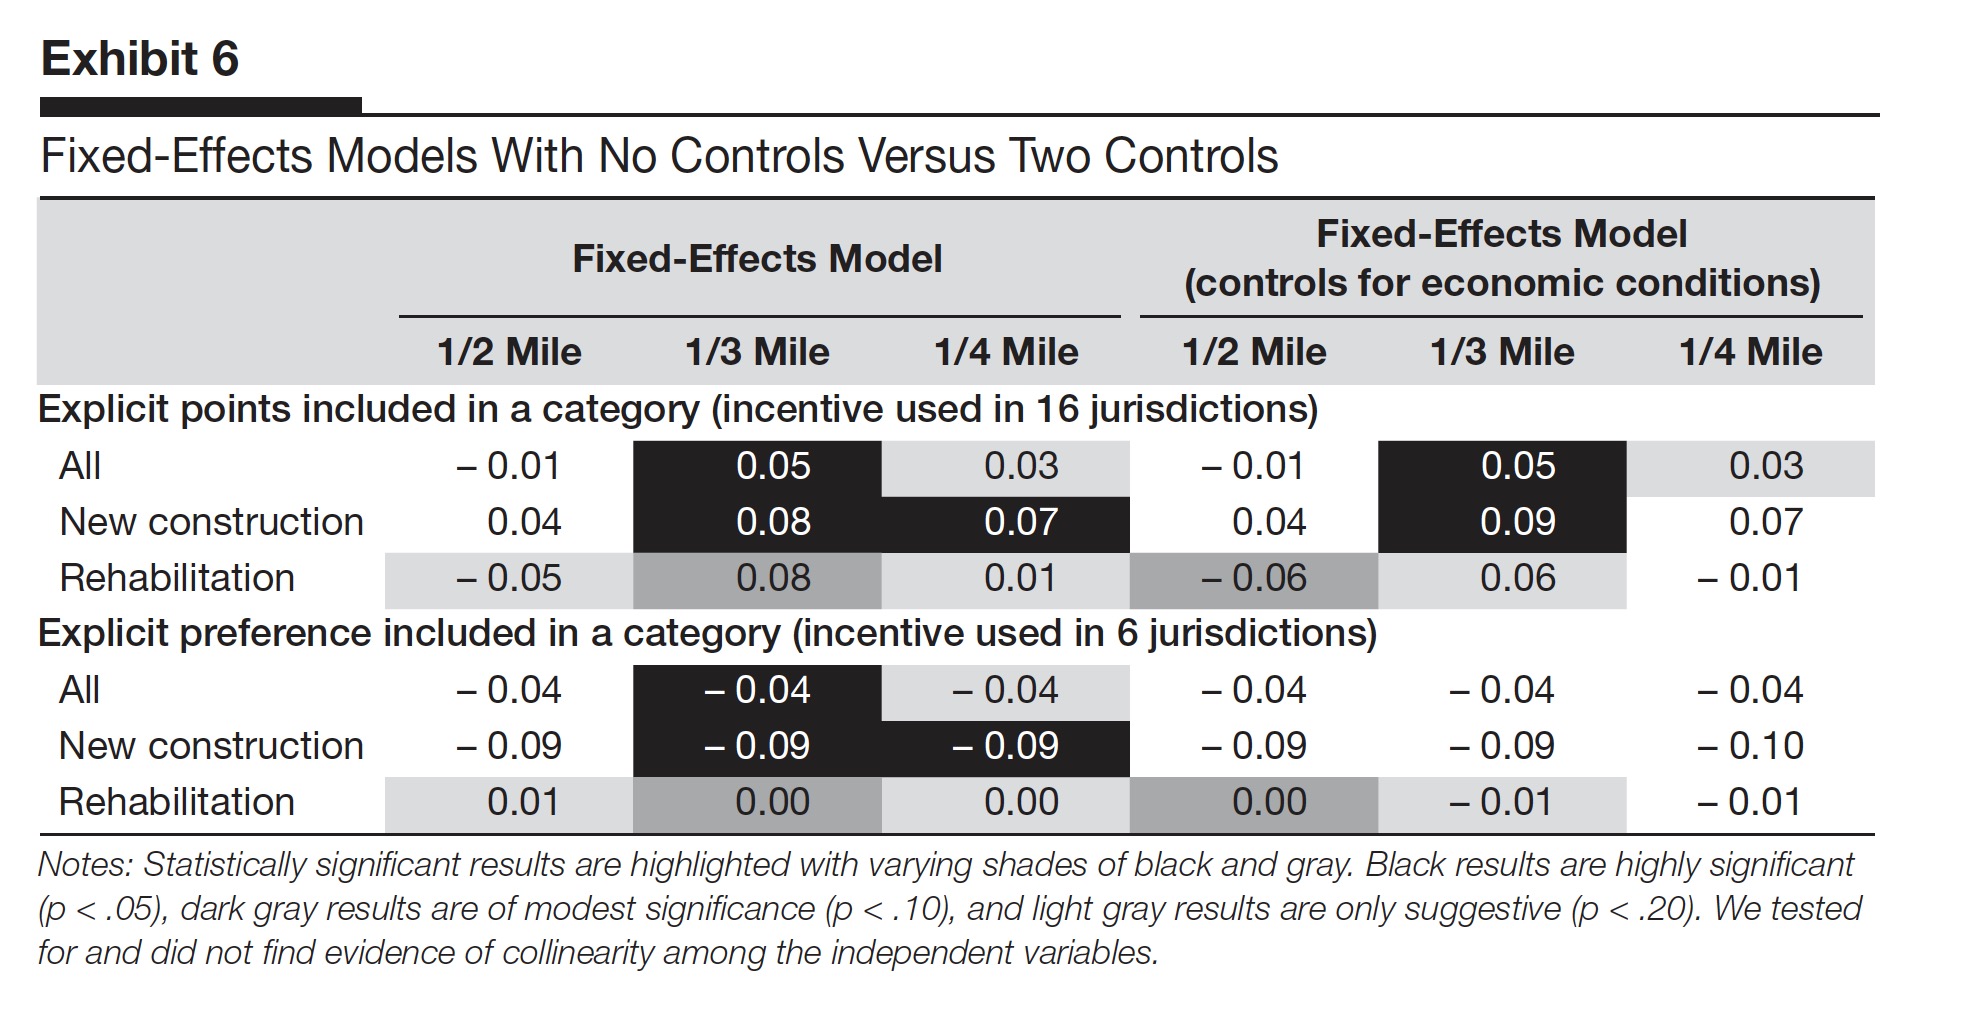 Exhibit 6
Fixed-Effects Models With No Controls Versus Two Controls
Fixed-Effects Model
Fixed-Effects Model
(controls for economic conditions)
1/2 Mile 1/3 Mile 1/4 Mile 1/2 Mile 1/3 Mile 1/4 Mile
Explicit points included in a category (incentive used in 16 jurisdictions)
All – 0.01 0.05 0.03 – 0.01 0.05 0.03
New construction 0.04 0.08 0.07 0.04 0.09 0.07
Rehabilitation – 0.05 0.08 0.01 – 0.06 0.06 – 0.01
Explicit preference included in a category (incentive used in 6 jurisdictions)
All – 0.04 – 0.04 – 0.04 – 0.04 – 0.04 – 0.04
New construction – 0.09 – 0.09 – 0.09 – 0.09 – 0.09 – 0.10
Rehabilitation 0.01 0.00 0.00 0.00 – 0.01 – 0.01
Notes: Statistically significant results are highlighted with varying shades of black and gray. Black results are highly significant
(p < .05), dark gray results are of modest significance (p < .10), and light gray results are only suggestive (p < .20). We tested
for and did not find evidence of collinearity among the independent variables.